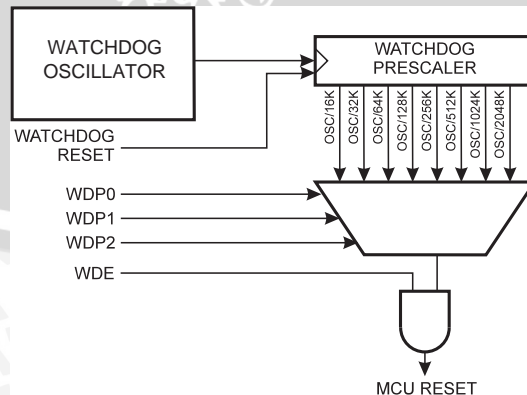 WATCHDOG
OSCILLATOR
WATCHDOG
PRESCALER
OSC/16K
OSC/32K
OSC/64K
OSC/128K
OSC/256K
OSC/512K
OSC/1024K
OSC/2048K
WATCHDOG
RESET
WDP0
WDP1
WDP2
WDE
MCU RESET